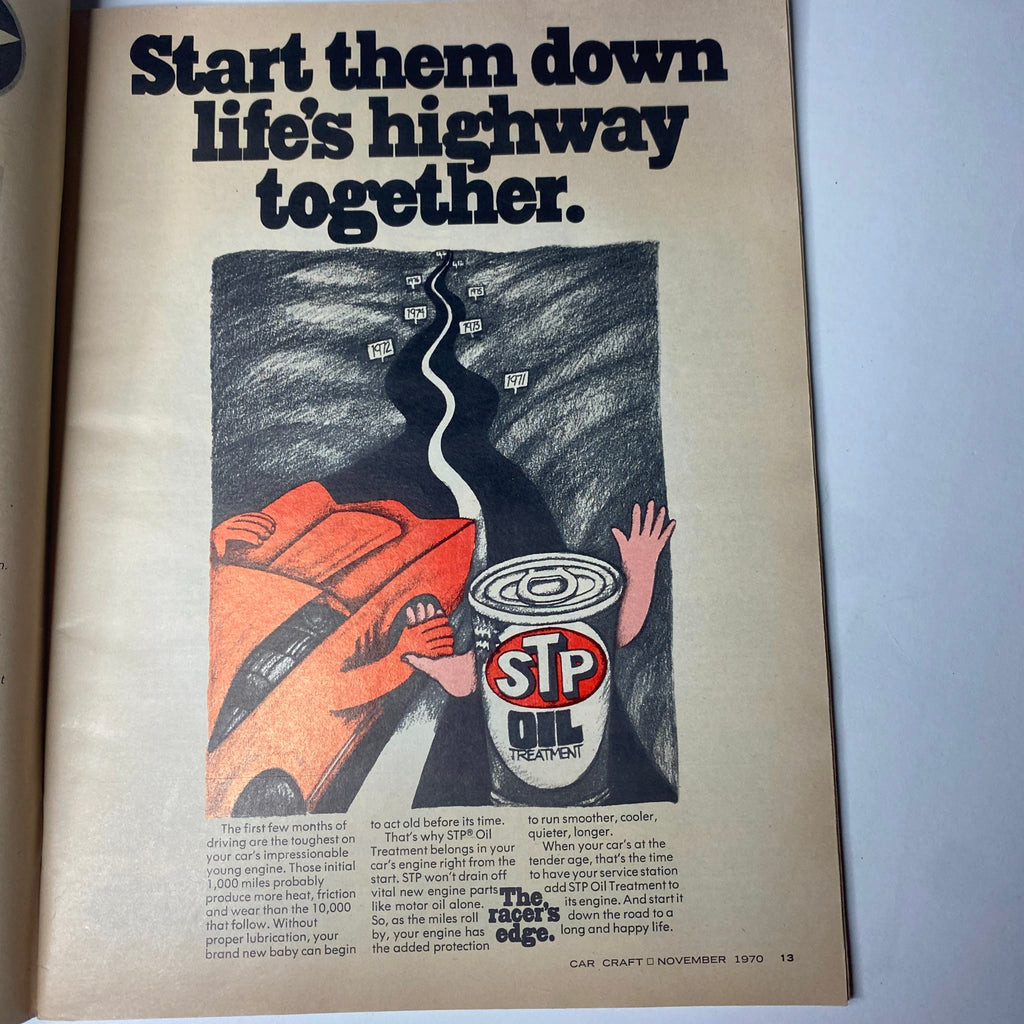 Start them down
life's highway
together.
1976
1975
1974
1973
1972
1971
STP
OIL
TREATMENT
The first few months of
driving are the toughest on
your car's impressionable
young engine. Those initial
1,000 miles probably
produce more heat, friction
and wear than the 10,000
that follow. Without
proper lubrication, your
brand new baby can begin
to act old before its time.
That's why STP® Oil
Treatment belongs in your
car's engine right from the
start. STP won't drain off
vital new engine parts
like motor oil alone.
So, as the miles roll
by, your engine has
the added protection
to run smoother, cooler,
quieter, longer.
When your car's at the
tender age, that's the time
to have your service station
add STP Oil Treatment to
its engine. And start it
down the road to a
long and happy life.
The
racer's
edge.
CAR CRAFT □ NOVEMBER 1970 13